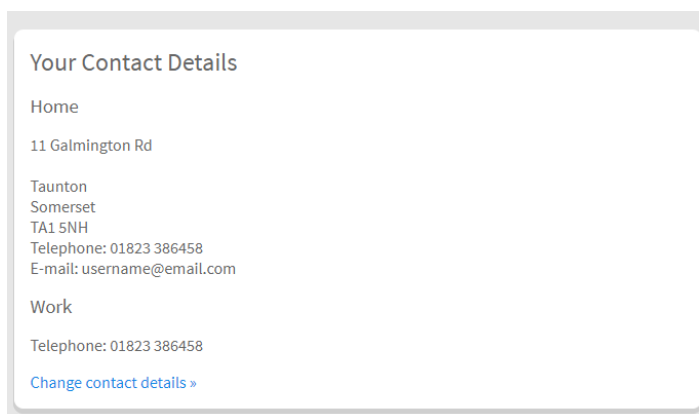 Your Contact Details
Home
11 Galmington Rd
Taunton
Somerset
TA1 5NH
Telephone: 01823 386458
E-mail: username@email.com
Work
Telephone: 01823 386458
Change contact details »